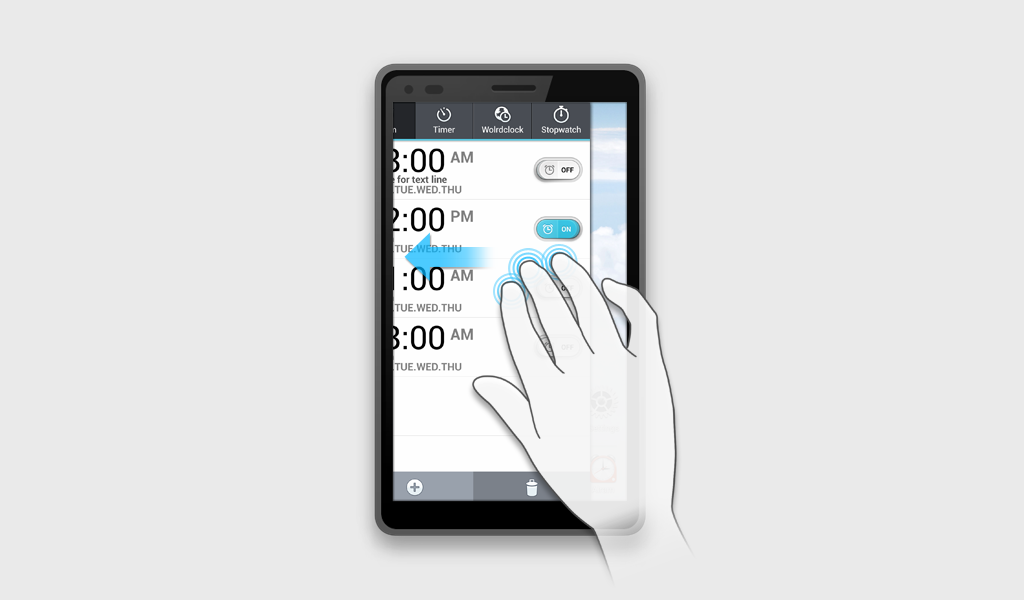 m
Timer
Wolrdclock
Stopwatch
3:00 AM
OFF
e for text line
TUE.WED.THU
2:00 PM
ON
TUE.WED.THU
:00 AM
TUE.WED.THU
3:00 AM
OFF
TUE.WED.THU